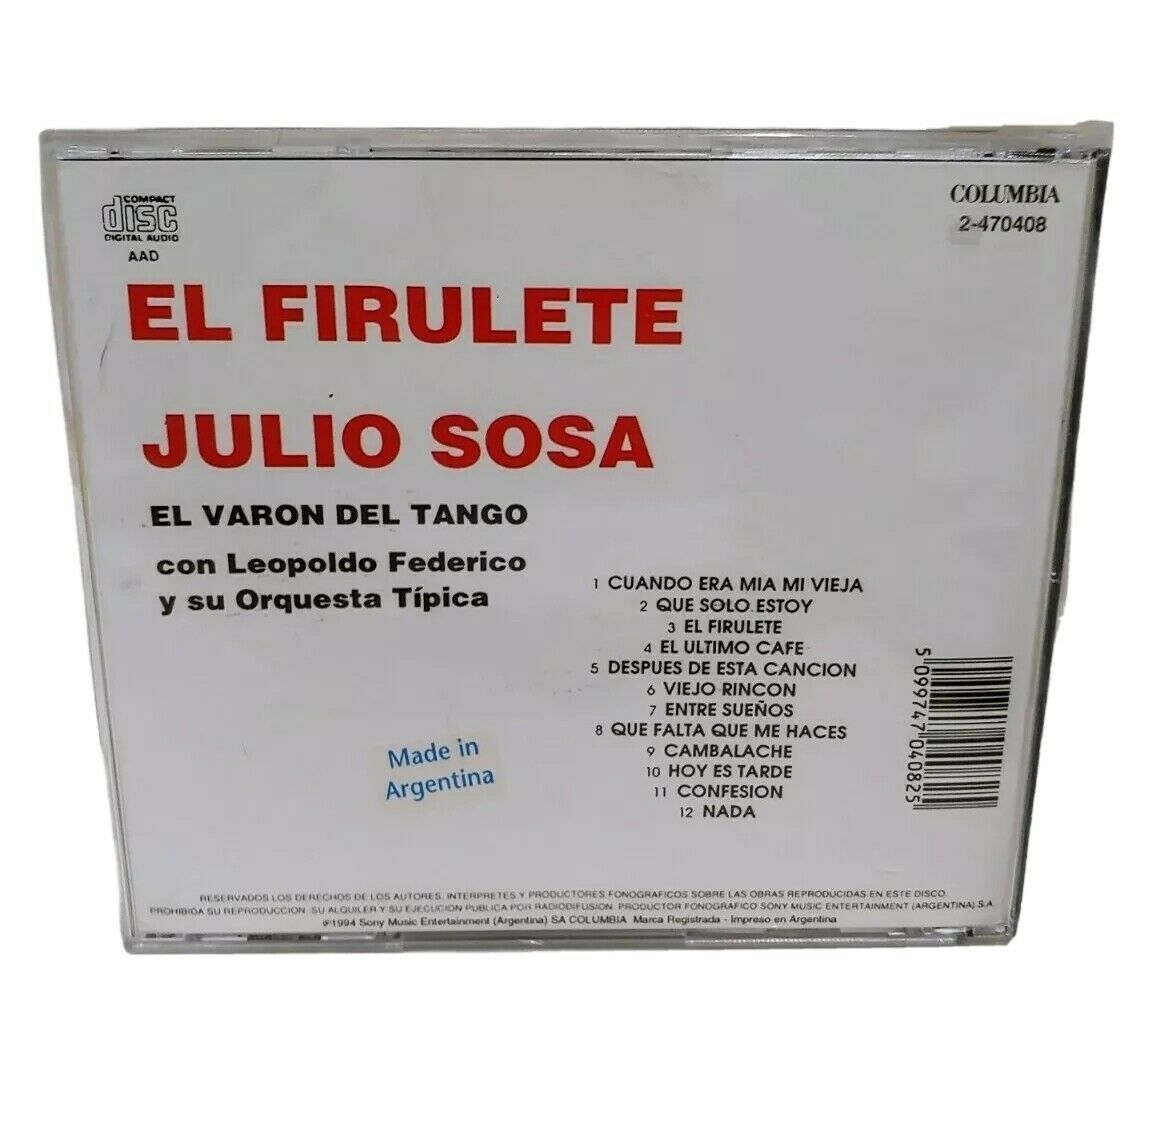 COMPACT
disc
DIGITAL AUDIO
AAD
COLUMBIA
2-470408
EL FIRULETE
JULIO SOSA
EL VARON DEL TANGO
con Leopoldo Federico
y su Orquesta Típica
1 CUANDO ERA MIA MI VIEJA
2 QUE SOLO ESTOY
3 EL FIRULETE
4 EL ULTIMO CAFE
5 DESPUES DE ESTA CANCION
6 VIEJO RINCON
7 ENTRE SUEÑOS
8 QUE FALTA QUE ME HACES
9 CAMBALACHE
10 HOY ES TARDE
11 CONFESION
12 NADA
5 099747 040825
Made in
Argentina
RESERVADOS LOS DERECHOS DE LOS AUTORES, INTERPRETES Y PRODUCTORES FONOGRAFICOS SOBRE LAS OBRAS REPRODUCIDAS EN ESTE DISCO.
PROHIBIDA SU REPRODUCCION, SU ALQUILER Y SU EJECUCION PUBLICA POR RADIODIFUSION. PRODUCTOR FONOGRAFICO SONY MUSIC ENTERTAINMENT (ARGENTINA) S.A.
℗1994 Sony Music Entertainment (Argentina) SA COLUMBIA Marca Registrada - Impreso en Argentina